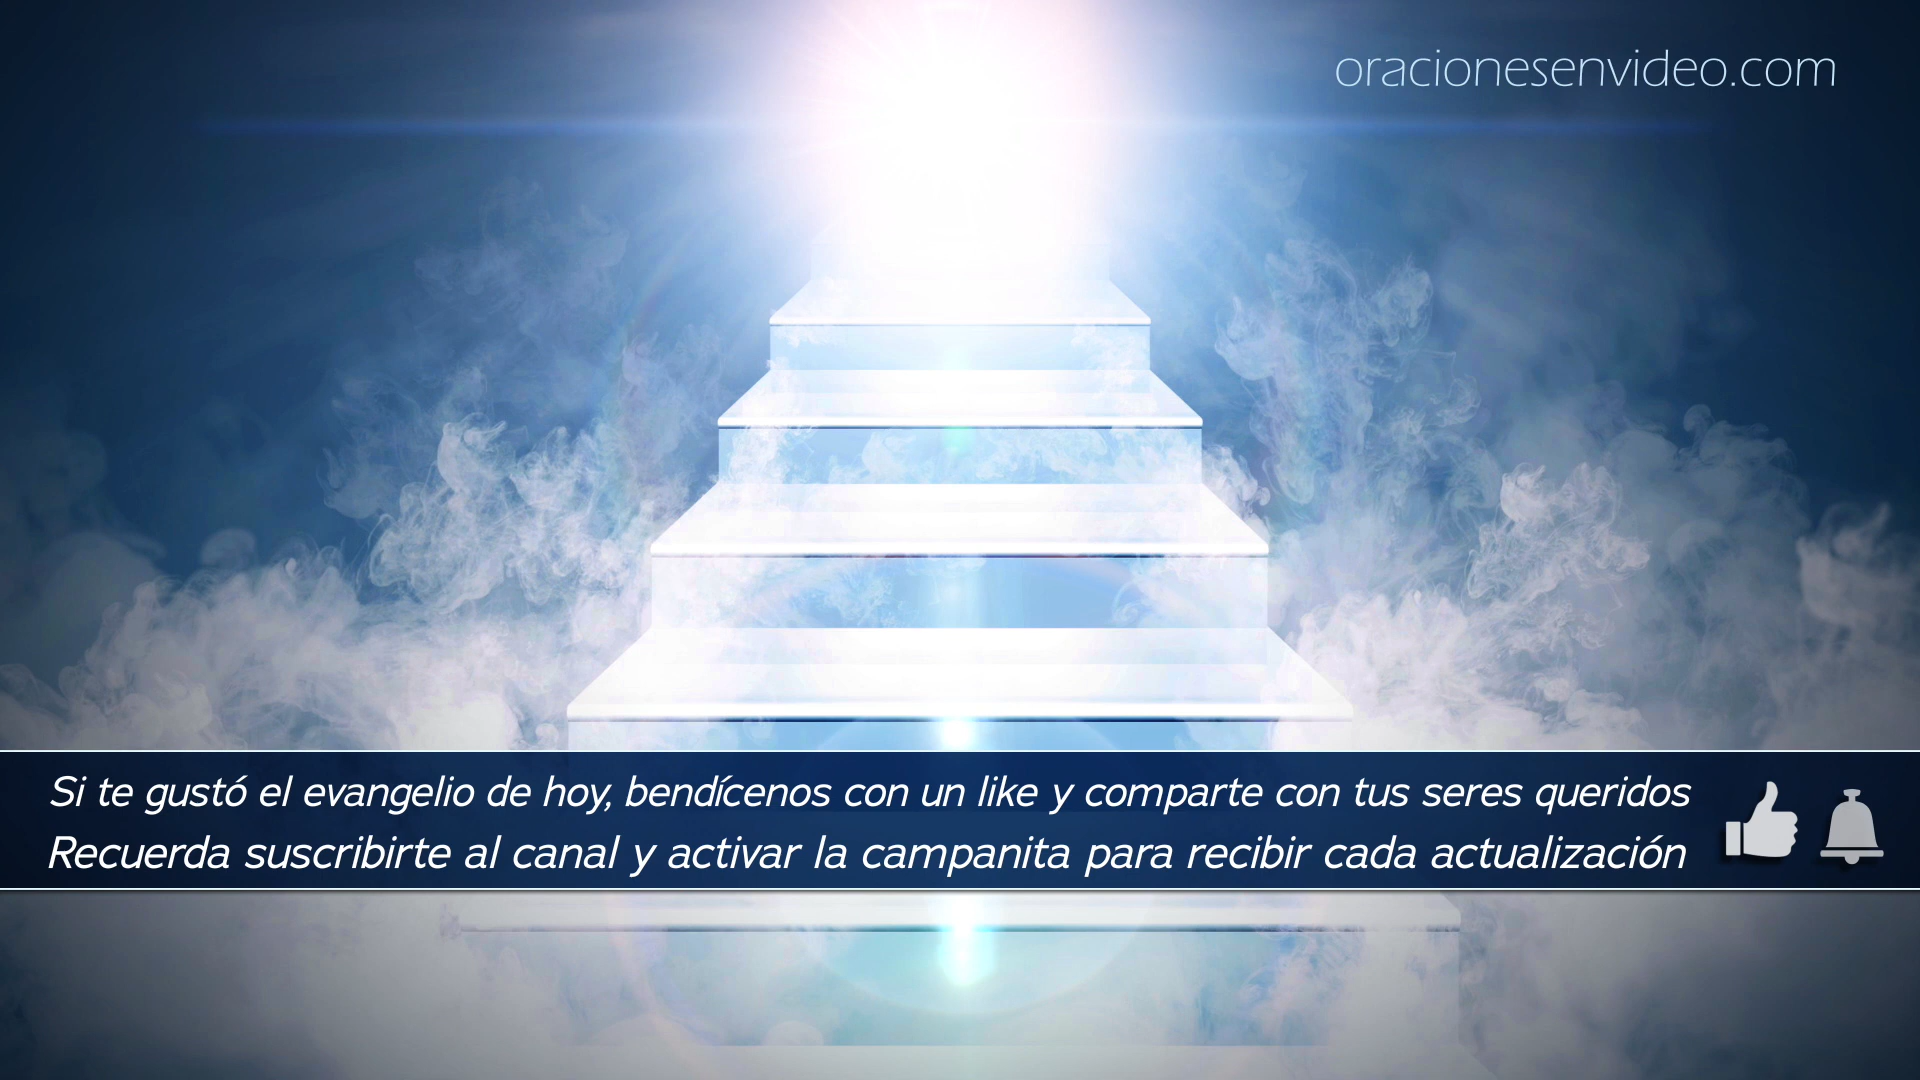 oracionesenvideo.com
Si te gustó el evangelio de hoy, bendícenos con un like y comparte con tus seres queridos
Recuerda suscribirte al canal y activar la campanita para recibir cada actualización